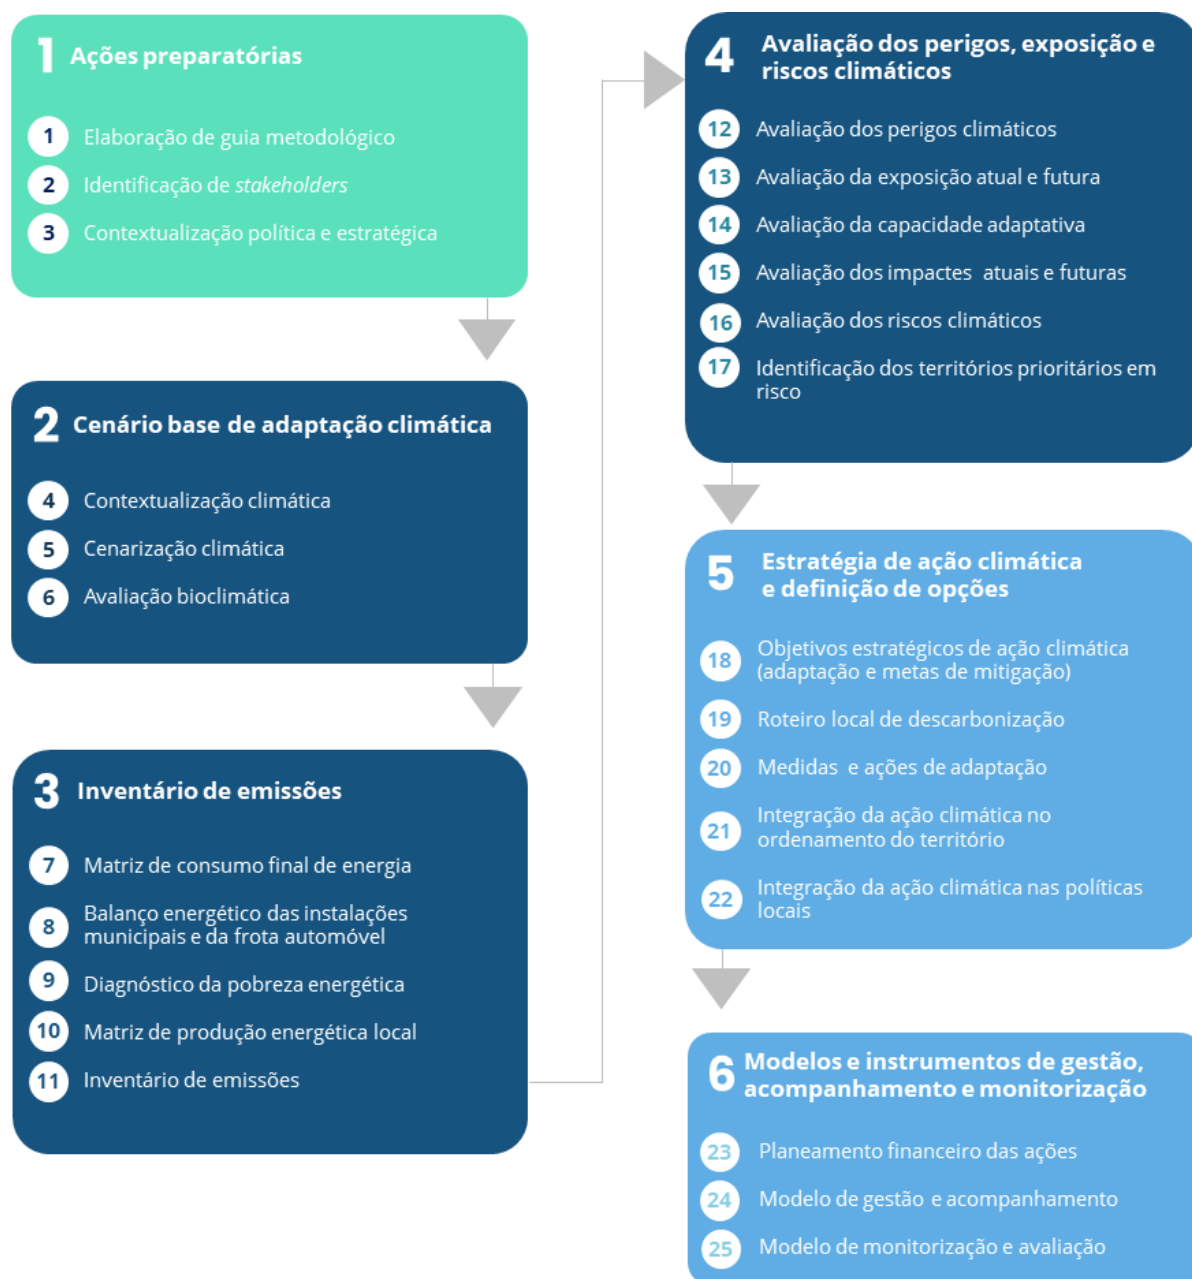 1 Ações preparatórias
1 Elaboração de guia metodológico
2 Identificação de stakeholders
3 Contextualização política e estratégica
2 Cenário base de adaptação climática
4 Contextualização climática
5 Cenarização climática
6 Avaliação bioclimática
3 Inventário de emissões
7 Matriz de consumo final de energia
8 Balanço energético das instalações
municipais e da frota automóvel
9 Diagnóstico da pobreza energética
10 Matriz de produção energética local
11 Inventário de emissões
4 Avaliação dos perigos, exposição e
riscos climáticos
12 Avaliação dos perigos climáticos
13 Avaliação da exposição atual e futura
14 Avaliação da capacidade adaptativa
15 Avaliação dos impactes atuais e futuras
16 Avaliação dos riscos climáticos
17 Identificação dos territórios prioritários em
risco
5 Estratégia de ação climática
e definição de opções
18 Objetivos estratégicos de ação climática
(adaptação e metas de mitigação)
19 Roteiro local de descarbonização
20 Medidas e ações de adaptação
21 Integração da ação climática no
ordenamento do território
22 Integração da ação climática nas políticas
locais
6 Modelos e instrumentos de gestão,
acompanhamento e monitorização
23 Planeamento financeiro das ações
24 Modelo de gestão e acompanhamento
25 Modelo de monitorização e avaliação